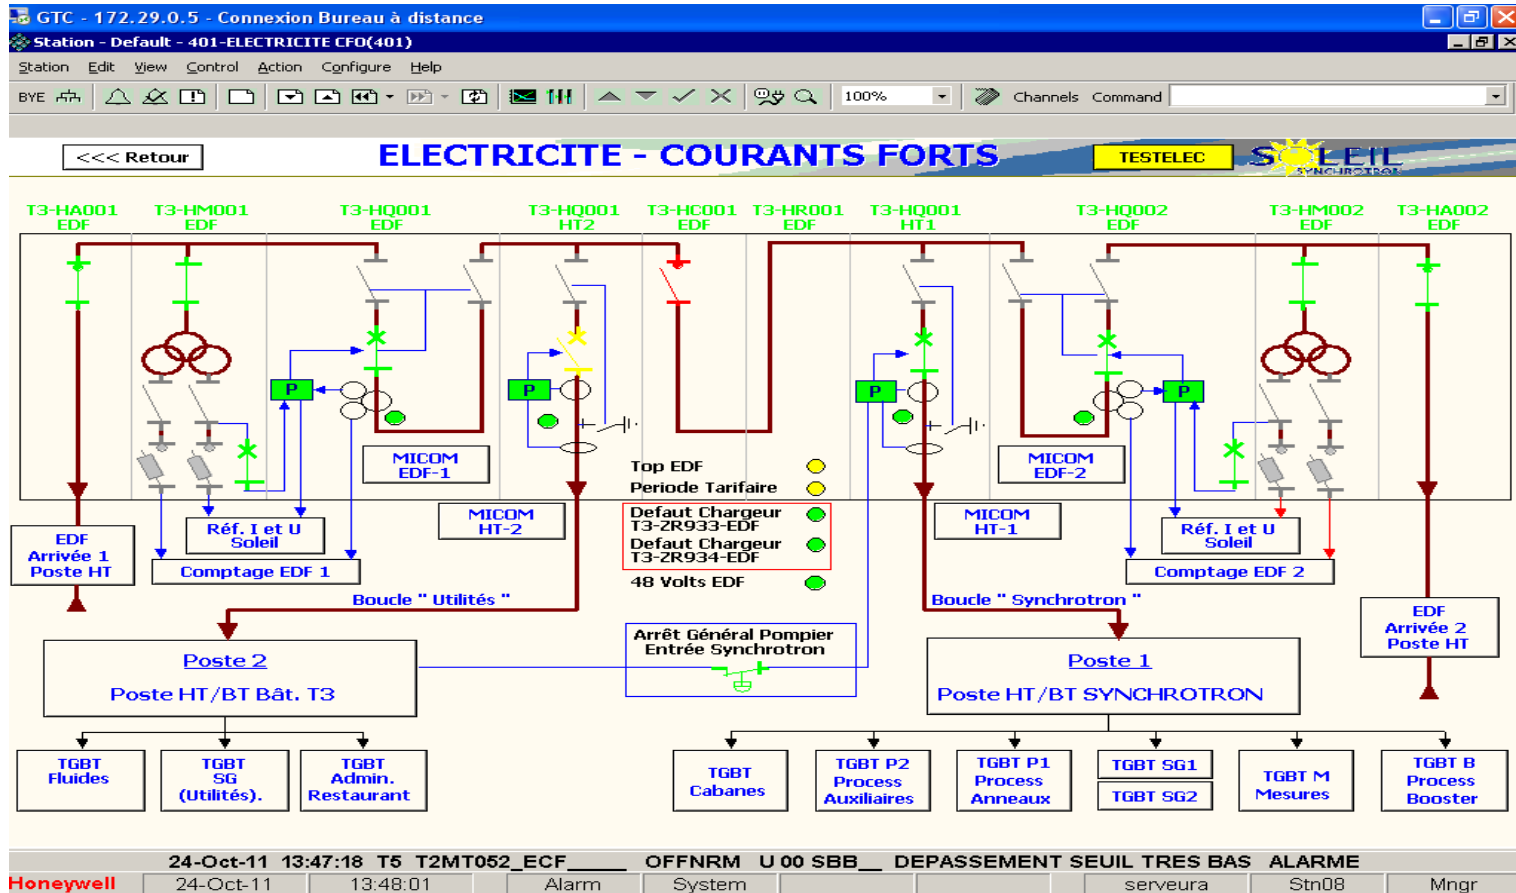 GTC - 172.29.0.5 - Connexion Bureau à distance
Station - Default - 401-ELECTRICITE CFO(401)
Station Edit View Control Action Configure Help
BYE 100% Channels Command
<<< Retour
ELECTRICITE - COURANTS FORTS
TESTELEC
SOLEIL
SYNCHROTRON
T3-HA001 T3-HM001 T3-HQ001 T3-HQ001 T3-HC001 T3-HR001 T3-HQ001 T3-HQ002 T3-HM002 T3-HA002
EDF EDF EDF HT2 EDF EDF HT1 EDF EDF EDF
P P P P
MICOM
EDF-1
MICOM
EDF-2
Top EDF
Periode Tarifaire
MICOM
HT-2
Defaut Chargeur
T3-ZR933-EDF
Defaut Chargeur
T3-ZR934-EDF
48 Volts EDF
MICOM
HT-1
EDF
Arrivée 1
Poste HT
Réf. I et U
Soleil
Comptage EDF 1
Réf. I et U
Soleil
Comptage EDF 2
Boucle " Utilités "
Boucle " Synchrotron "
EDF
Arrivée 2
Poste HT
Arrêt Général Pompier
Entrée Synchrotron
Poste 2
Poste HT/BT Bât. T3
Poste 1
Poste HT/BT SYNCHROTRON
TGBT
Fluides
TGBT
SG
(Utilités).
TGBT
Admin.
Restaurant
TGBT
Cabanes
TGBT P2
Process
Auxiliaires
TGBT P1
Process
Anneaux
TGBT SG1
TGBT SG2
TGBT M
Mesures
TGBT B
Process
Booster
24-Oct-11 13:47:18 T5 T2MT052_ECF_____ OFFNRM U 00 SBB__ DEPASSEMENT SEUIL TRES BAS ALARME
Honeywell 24-Oct-11 13:48:01 Alarm System serveura Stn08 Mngr